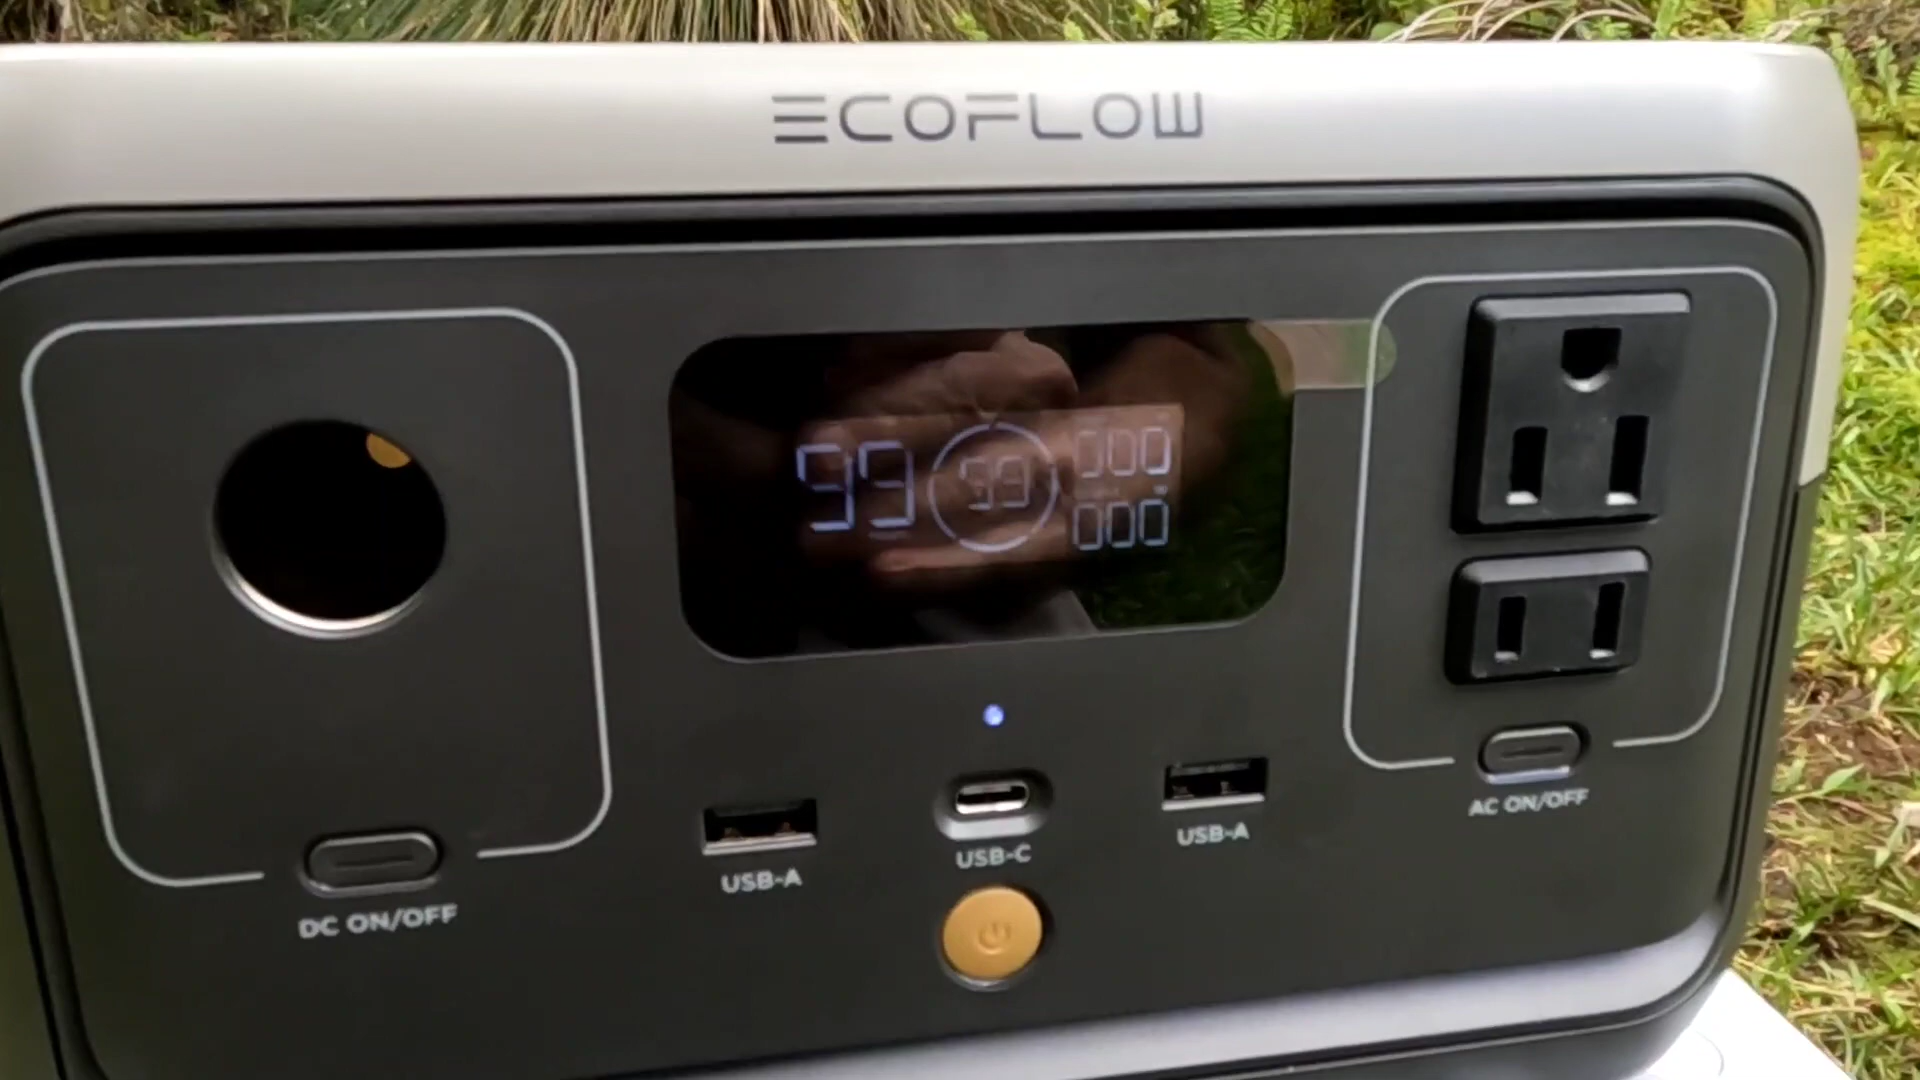 ECOFLOW
99
99
000
000
USB-A
USB-C
USB-A
AC ON/OFF
DC ON/OFF